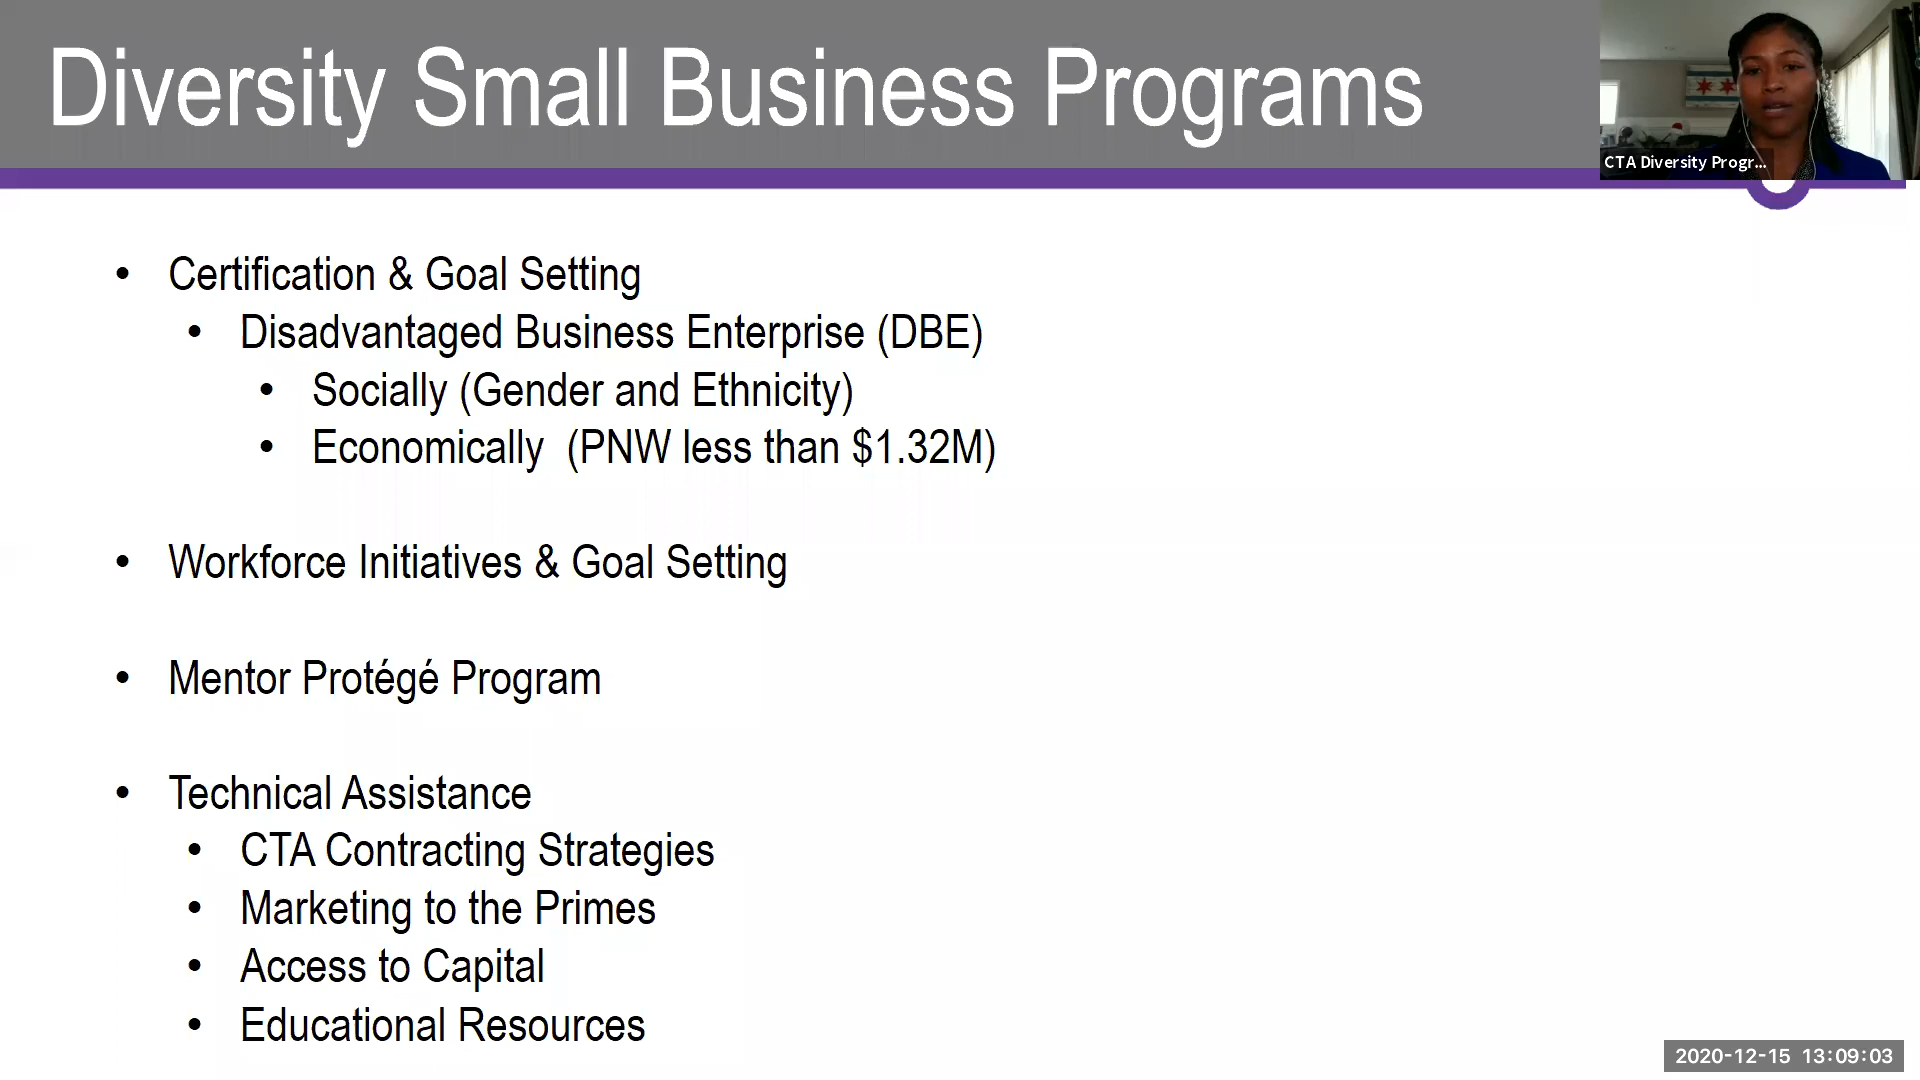 Diversity Small Business Programs
CTA Diversity Progr...
• Certification & Goal Setting
• Disadvantaged Business Enterprise (DBE)
• Socially (Gender and Ethnicity)
• Economically (PNW less than $1.32M)
• Workforce Initiatives & Goal Setting
• Mentor Protégé Program
• Technical Assistance
• CTA Contracting Strategies
• Marketing to the Primes
• Access to Capital
• Educational Resources
2020-12-15 13:09:03